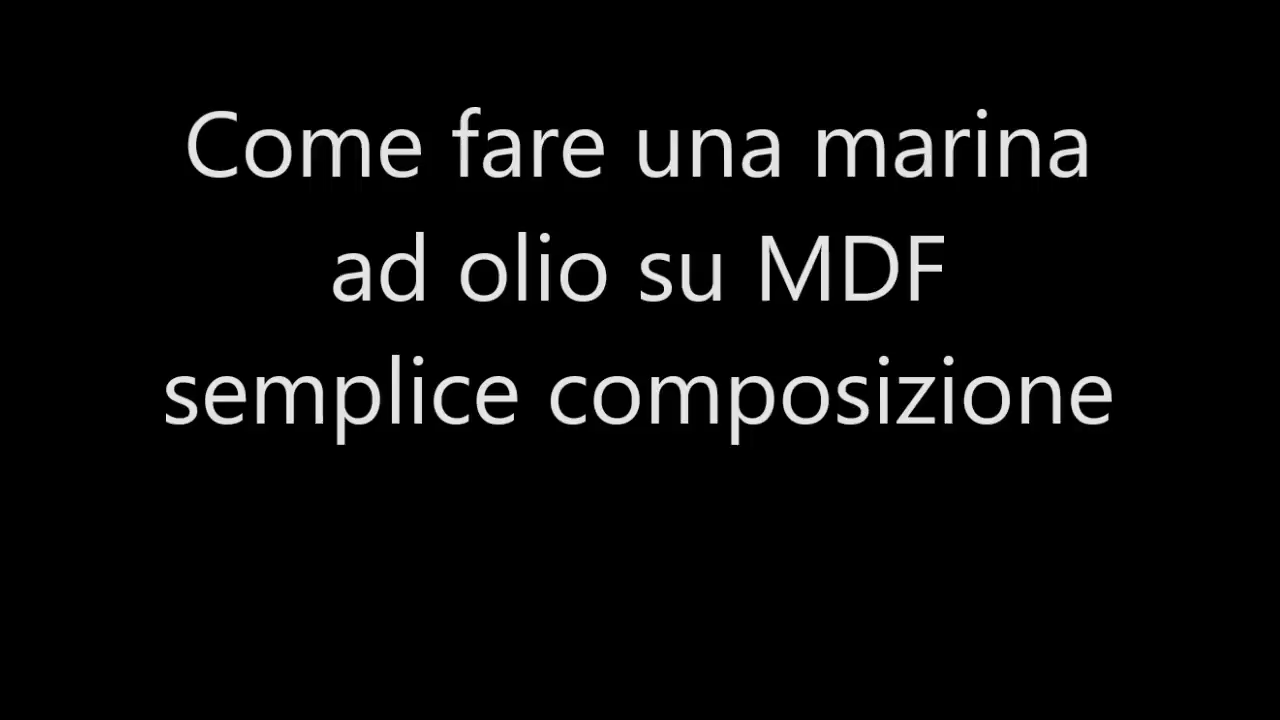 Come fare una marina
ad olio su MDF
semplice composizione